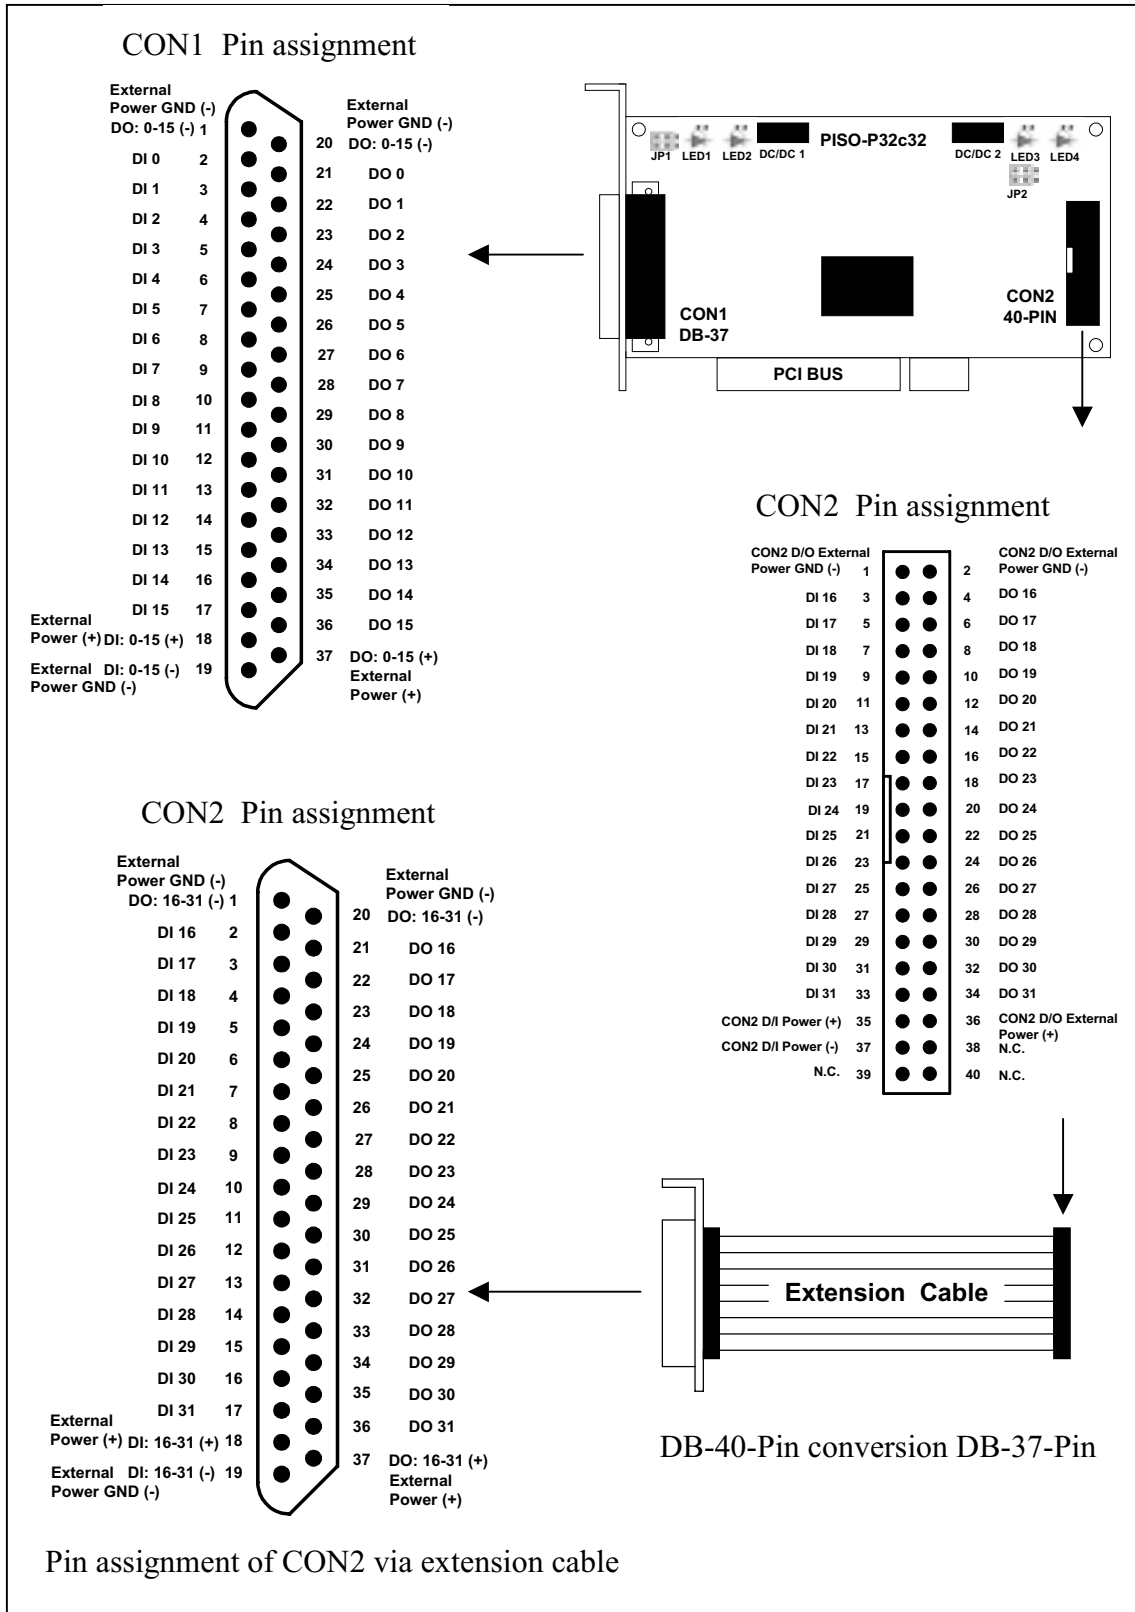 CON1 Pin assignment
External
Power GND (-)
DO: 0-15 (-) 1
External
Power GND (-)
20 DO: 0-15 (-)
DI 0 2
21 DO 0
DI 1 3
22 DO 1
DI 2 4
23 DO 2
DI 3 5
24 DO 3
DI 4 6
25 DO 4
DI 5 7
26 DO 5
DI 6 8
27 DO 6
DI 7 9
28 DO 7
DI 8 10
29 DO 8
DI 9 11
30 DO 9
DI 10 12
31 DO 10
DI 11 13
32 DO 11
DI 12 14
33 DO 12
DI 13 15
34 DO 13
DI 14 16
35 DO 14
DI 15 17
36 DO 15
External
Power (+) DI: 0-15 (+) 18
37 DO: 0-15 (+)
External
Power (+)
External DI: 0-15 (-) 19
Power GND (-)
JP1 LED1 LED2 DC/DC 1 PISO-P32c32 DC/DC 2 LED3 LED4
JP2
CON1
DB-37
CON2
40-PIN
PCI BUS
CON2 Pin assignment
CON2 D/O External
Power GND (-) 1
CON2 D/O External
2 Power GND (-)
DI 16 3 4 DO 16
DI 17 5 6 DO 17
DI 18 7 8 DO 18
DI 19 9 10 DO 19
DI 20 11 12 DO 20
DI 21 13 14 DO 21
DI 22 15 16 DO 22
DI 23 17 18 DO 23
DI 24 19 20 DO 24
DI 25 21 22 DO 25
DI 26 23 24 DO 26
DI 27 25 26 DO 27
DI 28 27 28 DO 28
DI 29 29 30 DO 29
DI 30 31 32 DO 30
DI 31 33 34 DO 31
CON2 D/I Power (+) 35 36 CON2 D/O External
Power (+)
CON2 D/I Power (-) 37 38 N.C.
N.C. 39 40 N.C.
CON2 Pin assignment
External
Power GND (-)
DO: 16-31 (-) 1
External
Power GND (-)
20 DO: 16-31 (-)
DI 16 2
21 DO 16
DI 17 3
22 DO 17
DI 18 4
23 DO 18
DI 19 5
24 DO 19
DI 20 6
25 DO 20
DI 21 7
26 DO 21
DI 22 8
27 DO 22
DI 23 9
28 DO 23
DI 24 10
29 DO 24
DI 25 11
30 DO 25
DI 26 12
31 DO 26
DI 27 13
32 DO 27
DI 28 14
33 DO 28
DI 29 15
34 DO 29
DI 30 16
35 DO 30
DI 31 17
36 DO 31
External
Power (+) DI: 16-31 (+) 18
37 DO: 16-31 (+)
External
Power (+)
External DI: 16-31 (-) 19
Power GND (-)
Extension Cable
DB-40-Pin conversion DB-37-Pin
Pin assignment of CON2 via extension cable